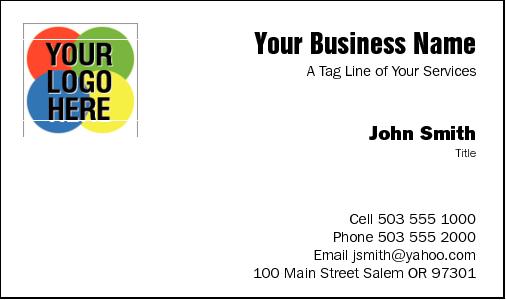 YOUR
LOGO
HERE
Your Business Name
A Tag Line of Your Services
John Smith
Title
Cell 503 555 1000
Phone 503 555 2000
Email jsmith@yahoo.com
100 Main Street Salem OR 97301